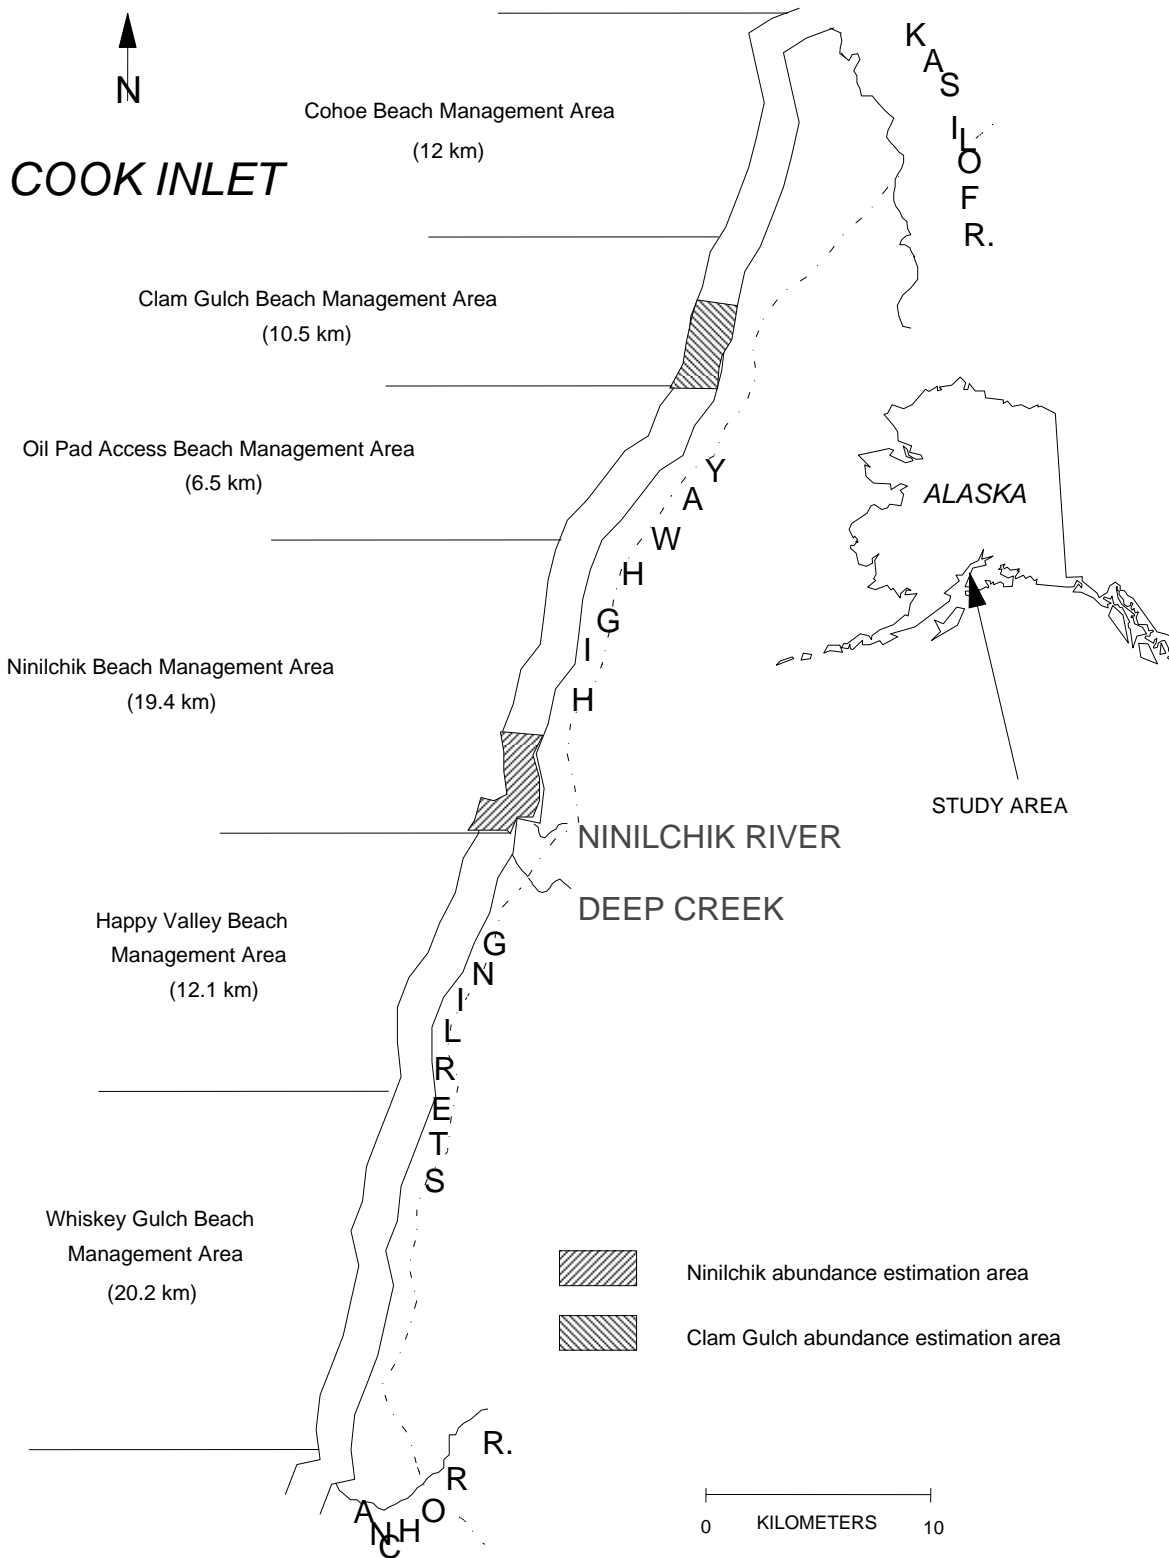 N
COOK INLET
Cohoe Beach Management Area
(12 km)
KASILOF R.
Clam Gulch Beach Management Area
(10.5 km)
Oil Pad Access Beach Management Area
(6.5 km)
ALASKA
STUDY AREA
Ninilchik Beach Management Area
(19.4 km)
STERLING HIGHWAY
NINILCHIK RIVER
DEEP CREEK
Happy Valley Beach
Management Area
(12.1 km)
Whiskey Gulch Beach
Management Area
(20.2 km)
Ninilchik abundance estimation area
Clam Gulch abundance estimation area
ANCHOR R.
0 KILOMETERS 10